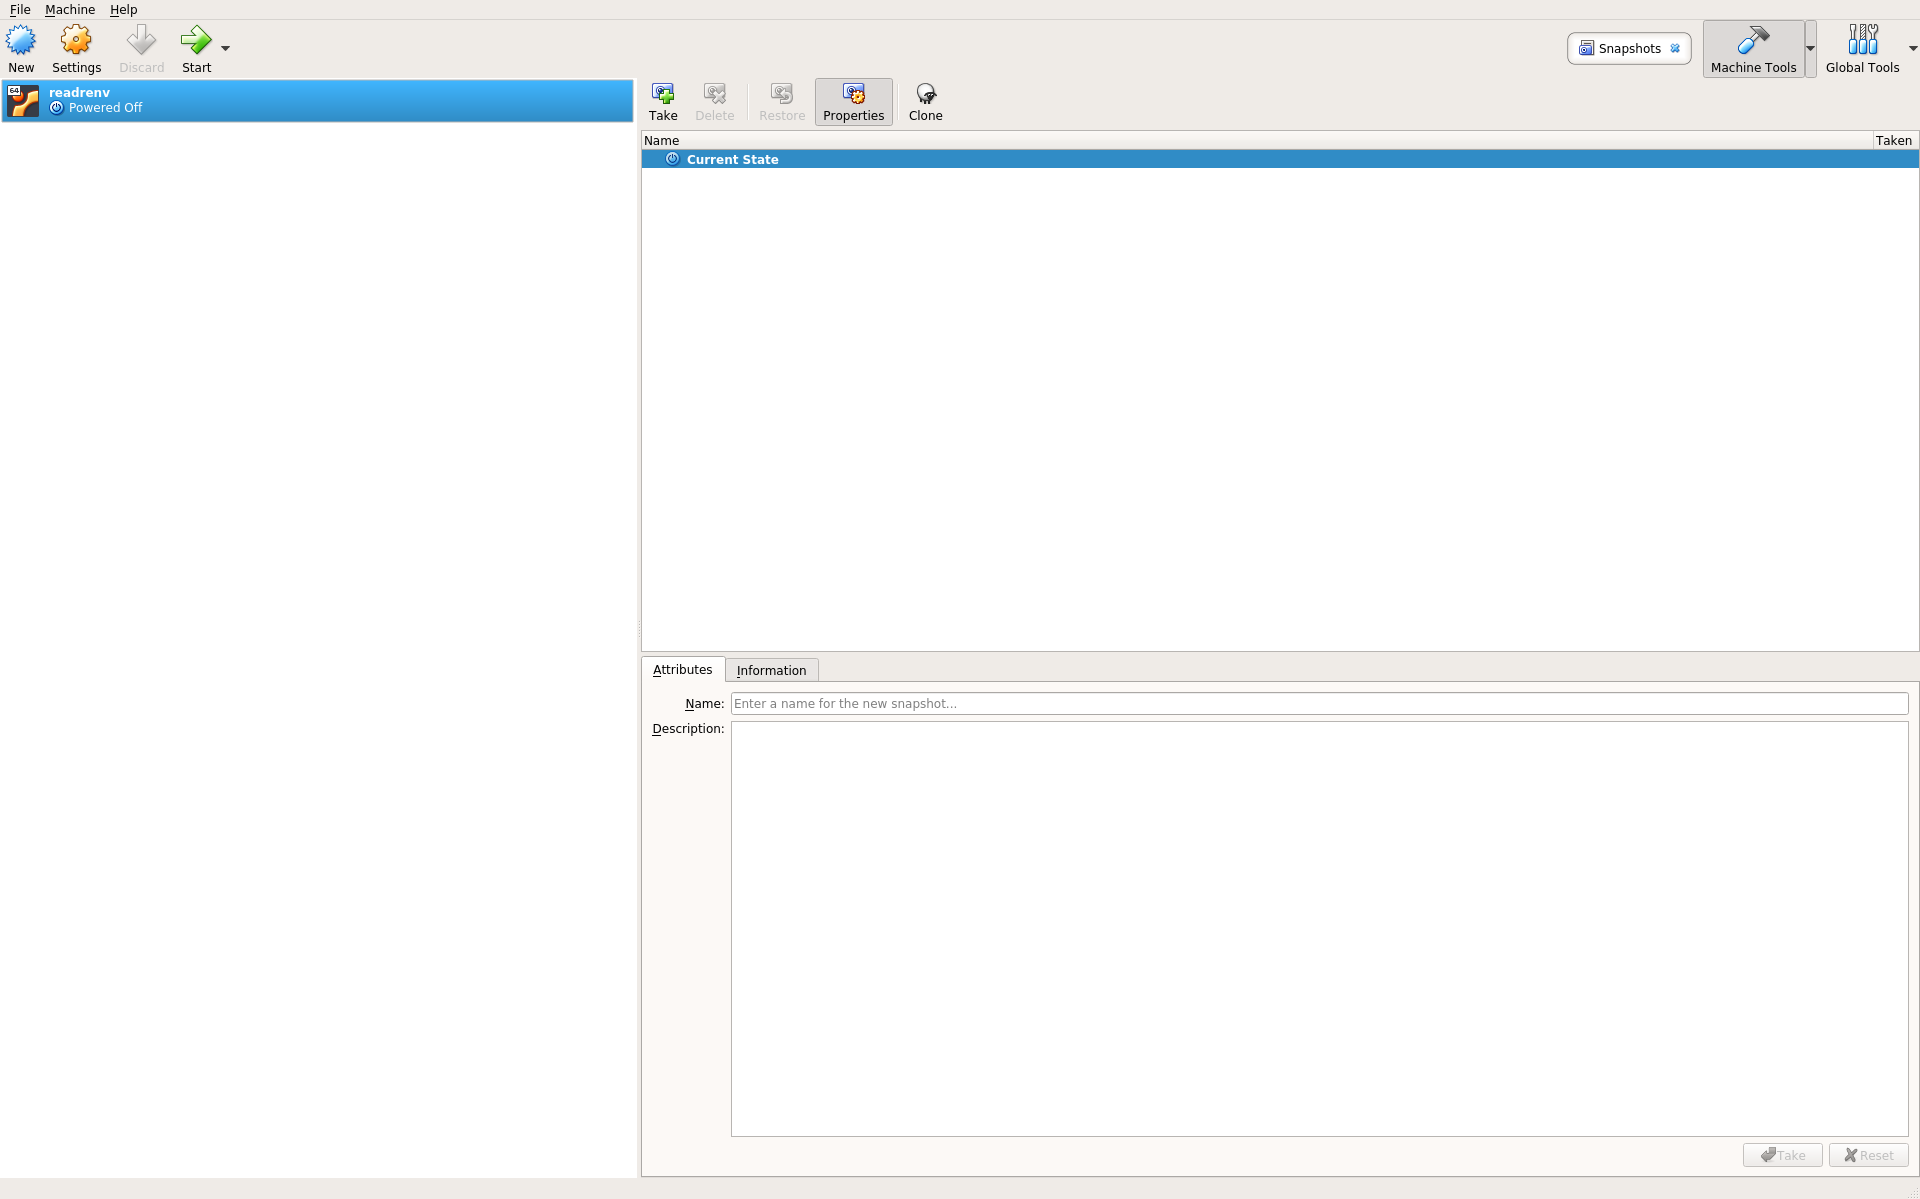 File Machine Help
New Settings Discard Start
Snapshots Machine Tools Global Tools
64
readrenv
Powered Off
Take Delete Restore Properties Clone
Name Taken
Current State
Attributes Information
Name: Enter a name for the new snapshot...
Description:
Take Reset